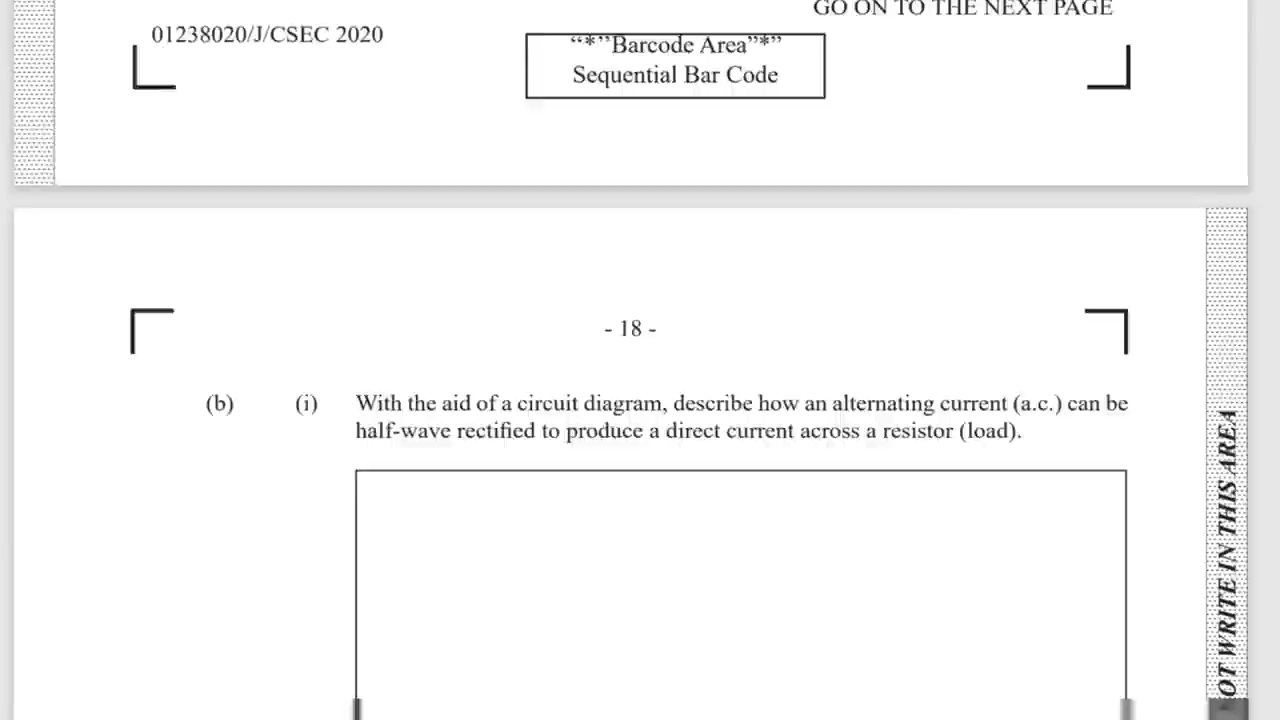 GO ON TO THE NEXT PAGE
01238020/J/CSEC 2020
“*”Barcode Area”*”
Sequential Bar Code
- 18 -
(b) (i) With the aid of a circuit diagram, describe how an alternating current (a.c.) can be
half-wave rectified to produce a direct current across a resistor (load).
OT WRITE IN THIS AREA